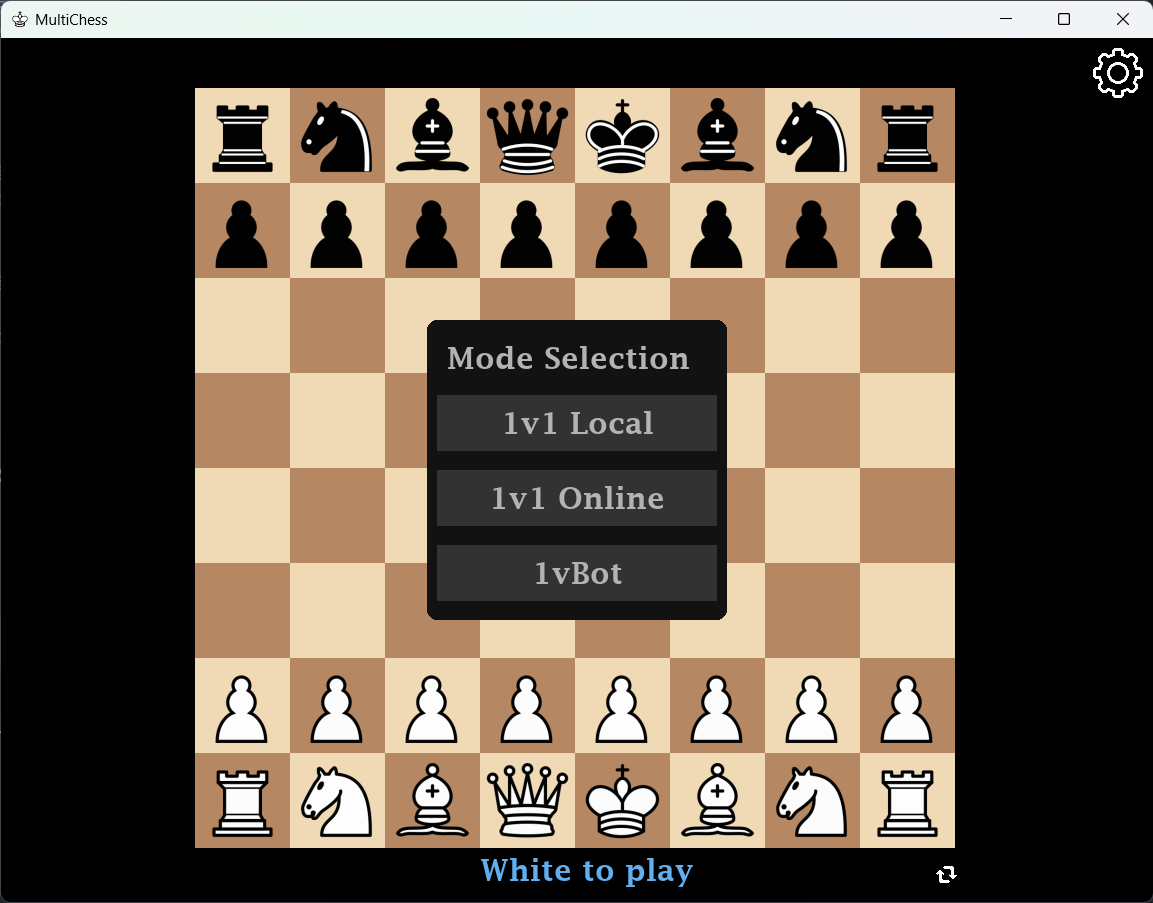 MultiChess
Mode Selection
1v1 Local
1v1 Online
1vBot
White to play